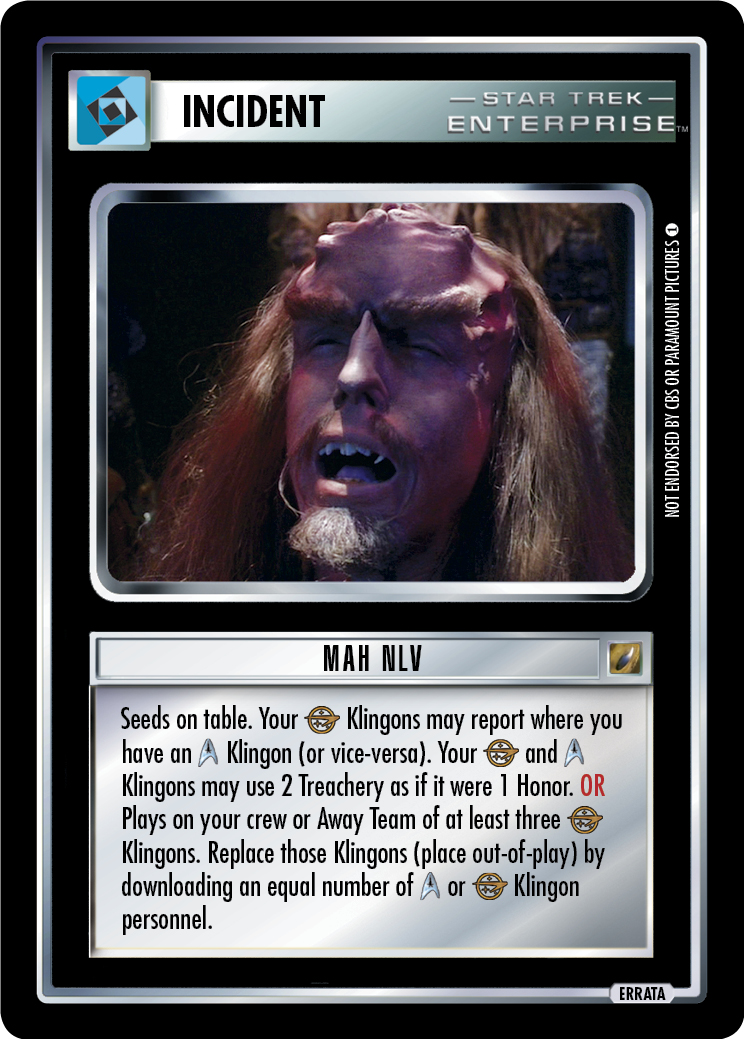 INCIDENT
— STAR TREK —
ENTERPRISE™
NOT ENDORSED BY CBS OR PARAMOUNT PICTURES 1
MAH NLV
Seeds on table. Your Klingons may report where you
have an Klingon (or vice-versa). Your and
Klingons may use 2 Treachery as if it were 1 Honor. OR
Plays on your crew or Away Team of at least three
Klingons. Replace those Klingons (place out-of-play) by
downloading an equal number of or Klingon
personnel.
ERRATA